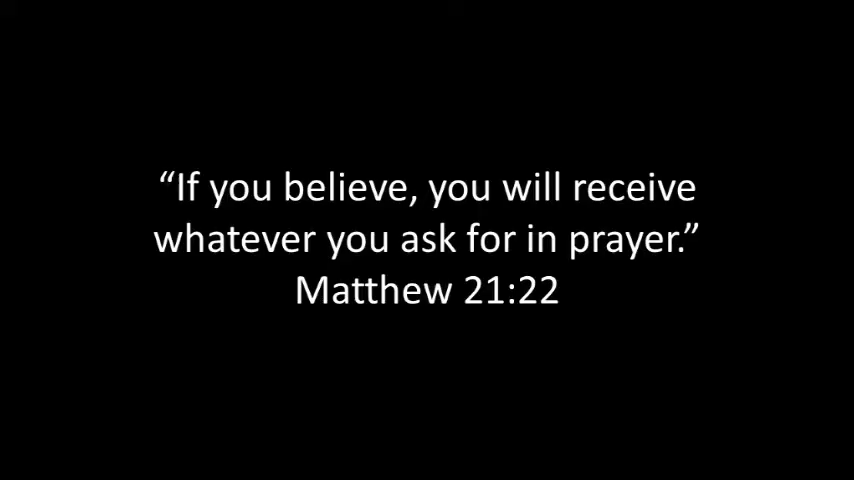 “If you believe, you will receive
whatever you ask for in prayer.”
Matthew 21:22